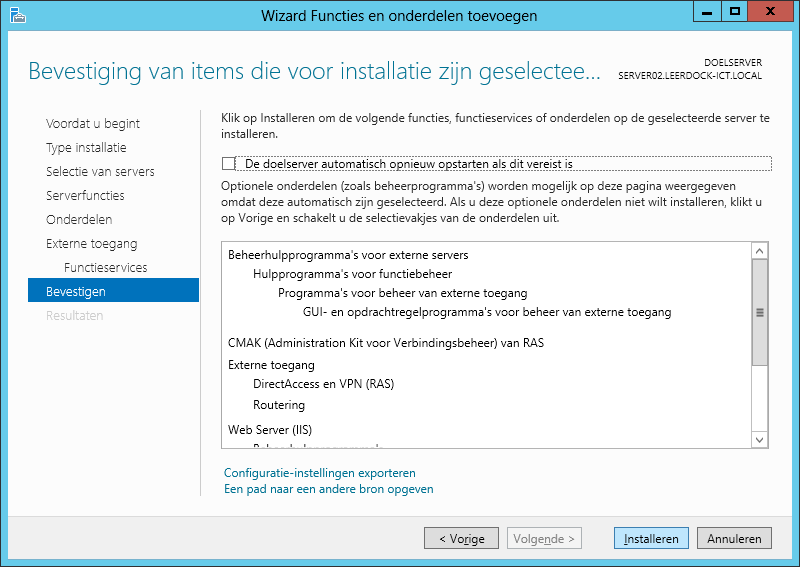 Wizard Functies en onderdelen toevoegen
Bevestiging van items die voor installatie zijn geselectee...
DOELSERVER
SERVER02.LEERDOCK-ICT.LOCAL
Voordat u begint
Type installatie
Selectie van servers
Serverfuncties
Onderdelen
Externe toegang
Functieservices
Bevestigen
Resultaten
Klik op Installeren om de volgende functies, functieservices of onderdelen op de geselecteerde server te
installeren.
De doelserver automatisch opnieuw opstarten als dit vereist is
Optionele onderdelen (zoals beheerprogramma's) worden mogelijk op deze pagina weergegeven
omdat deze automatisch zijn geselecteerd. Als u deze optionele onderdelen niet wilt installeren, klikt u
op Vorige en schakelt u de selectievakjes van de onderdelen uit.
Beheerhulpprogramma's voor externe servers
Hulpprogramma's voor functiebeheer
Programma's voor beheer van externe toegang
GUI- en opdrachtregelprogramma's voor beheer van externe toegang
CMAK (Administration Kit voor Verbindingsbeheer) van RAS
Externe toegang
DirectAccess en VPN (RAS)
Routering
Web Server (IIS)
Configuratie-instellingen exporteren
Een pad naar een andere bron opgeven
< Vorige
Volgende >
Installeren
Annuleren